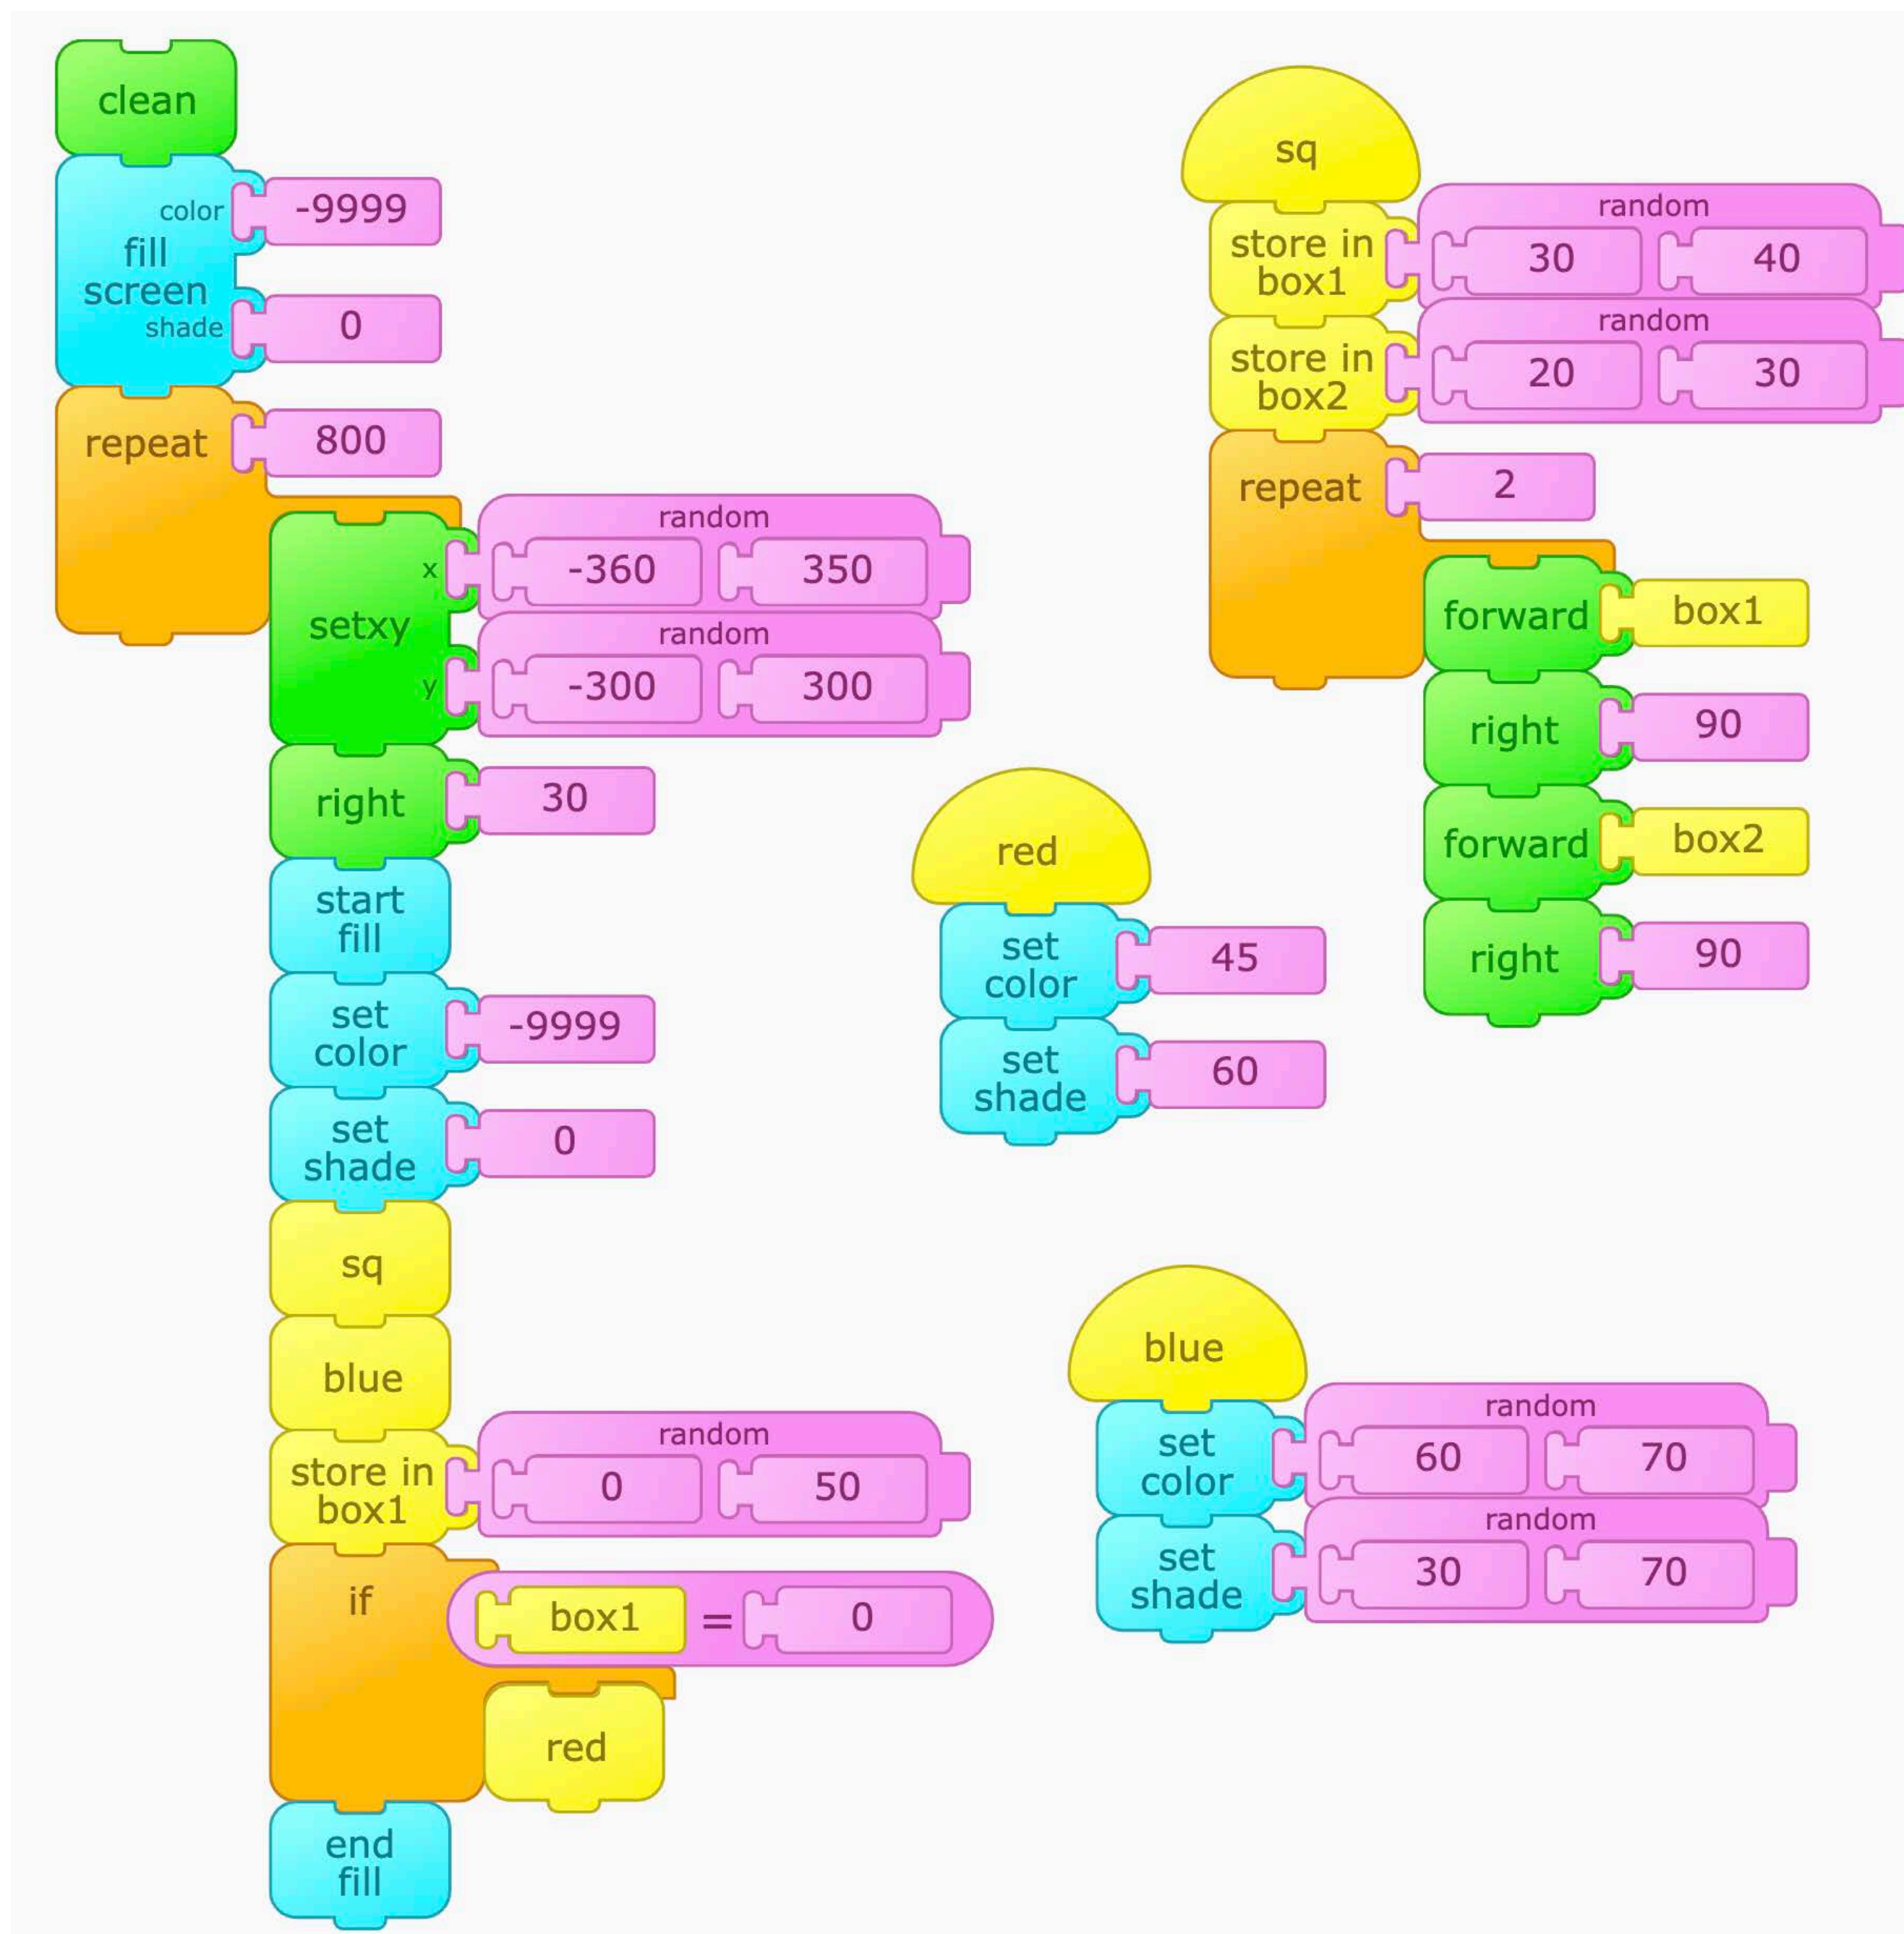 clean
color -9999
fill
screen
shade 0
repeat 800
random
x -360 350
setxy
random
y -300 300
right 30
start
fill
set
color -9999
set
shade 0
sq
blue
random
store in
box1 0 50
if box1 = 0
red
end
fill
sq
random
store in
box1 30 40
random
store in
box2 20 30
repeat 2
forward box1
right 90
forward box2
right 90
red
set
color 45
set
shade 60
blue
random
set
color 60 70
random
set
shade 30 70